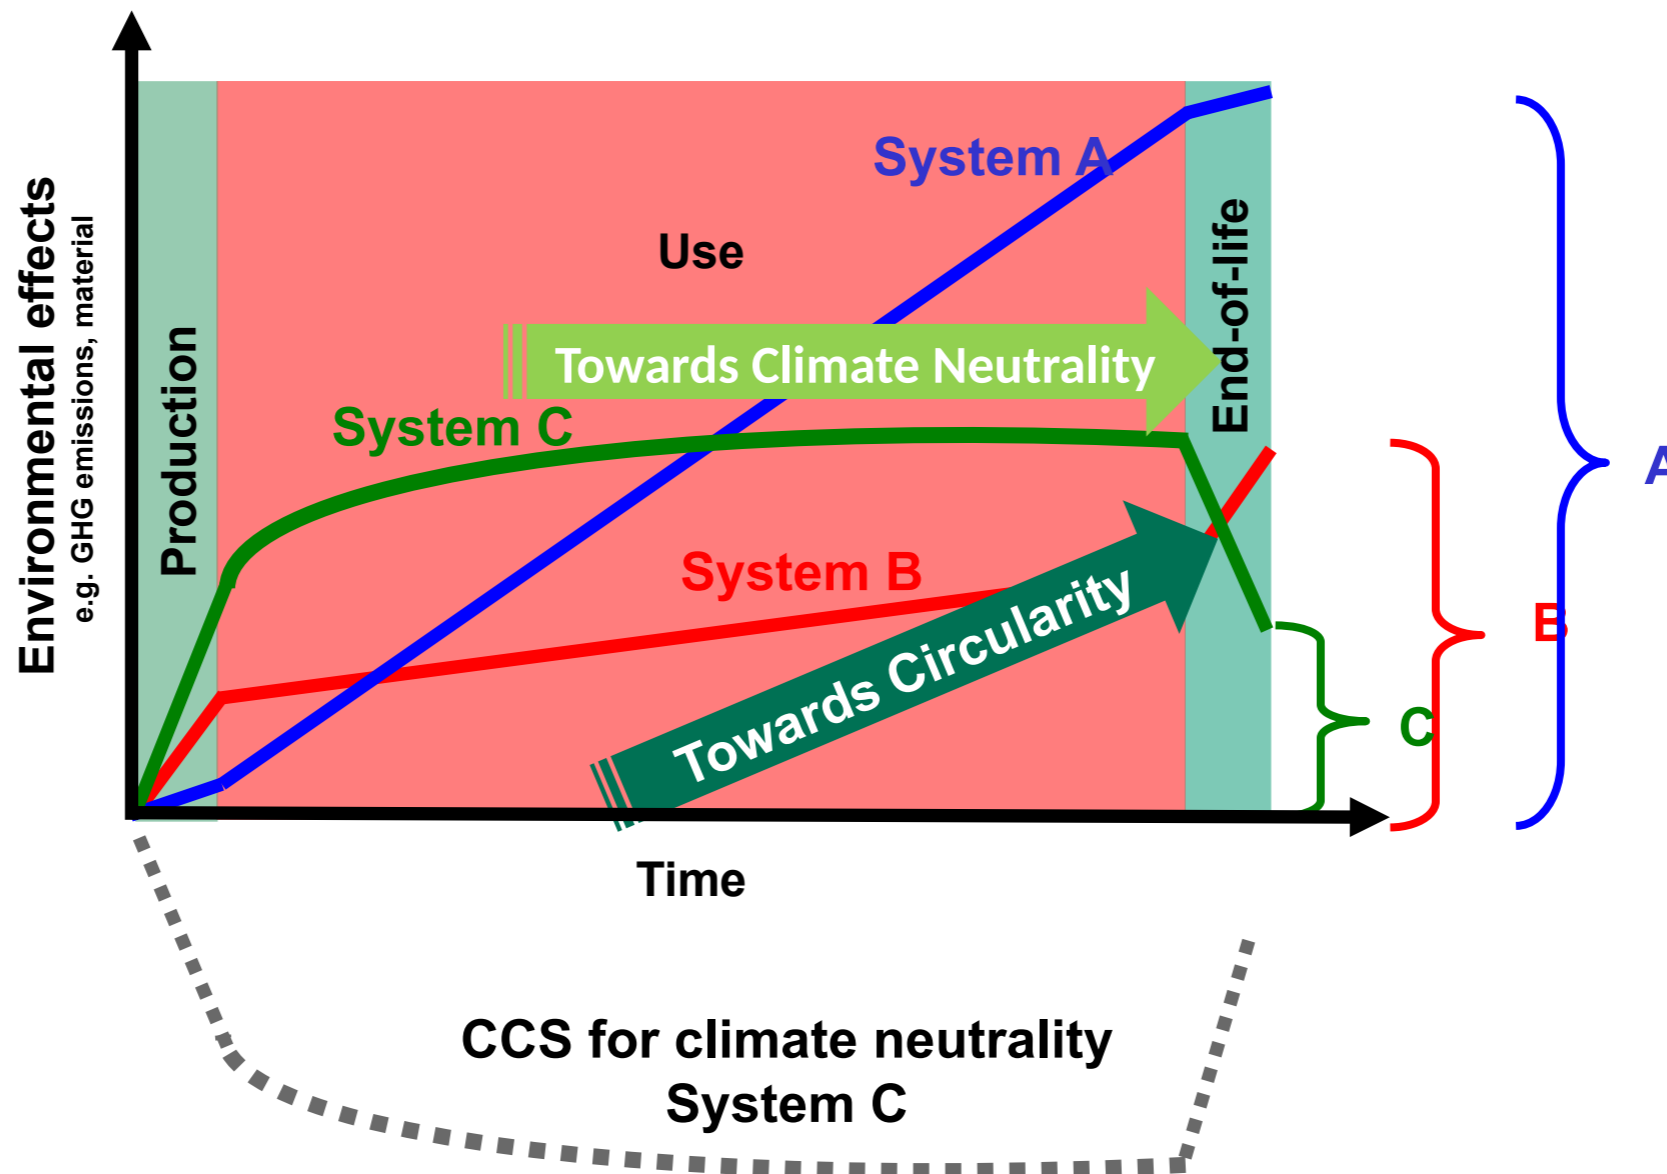 Environmental effects
e.g. GHG emissions, material
Production
Use
End-of-life
System A
Towards Climate Neutrality
System C
System B
Towards Circularity
A
B
C
Time
CCS for climate neutrality
System C